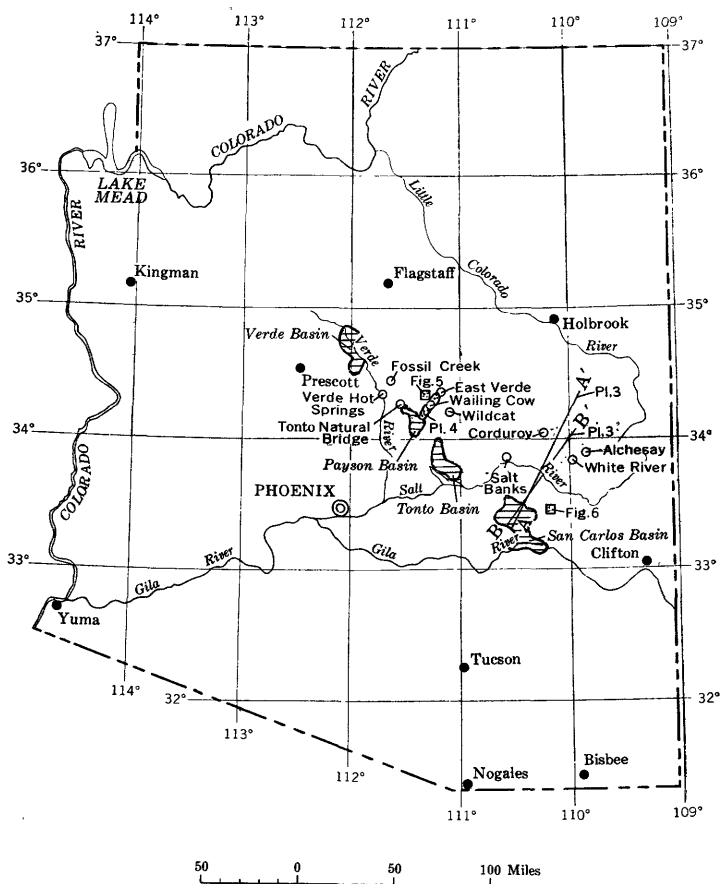 114°
113°
112°
111°
110°
109°
37°
37°
RIVER
COLORADO
36°
36°
LAKE
MEAD
Little
RIVER
Kingman
Flagstaff
Colorado
35°
35°
Holbrook
River
Verde Basin
Verde
Fossil Creek
Prescott
Fig. 5
East Verde
Verde Hot
Springs
Wailing Cow
Wildcat
A'
Pl. 3
Tonto Natural
Bridge
River
Pl. 4
Corduroy
B'
Pl. 3
34°
34°
Payson Basin
Alchesay
White River
COLORADO
PHOENIX
Salt
Salt
Banks
River
Tonto Basin
Fig. 6
B
A
San Carlos Basin
River
Clifton
33°
33°
Gila
River
Gila
Yuma
Tucson
114°
32°
32°
113°
112°
Nogales
Bisbee
111°
110°
109°
50
0
50
100 Miles